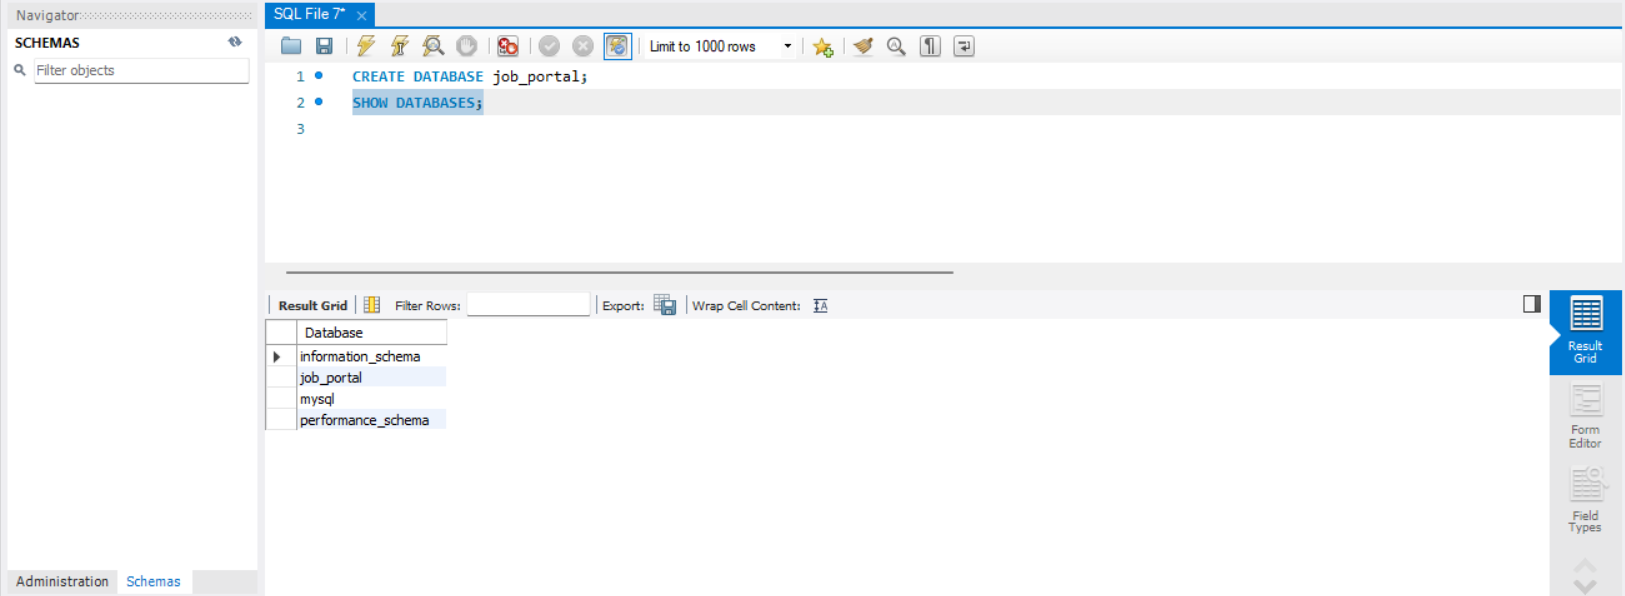 Navigator
SCHEMAS
Filter objects
Administration
Schemas
SQL File 7*
Limit to 1000 rows
1 CREATE DATABASE job_portal;
2 SHOW DATABASES;
3
Result Grid
Filter Rows:
Export:
Wrap Cell Content:
Database
information_schema
job_portal
mysql
performance_schema
Result
Grid
Form
Editor
Field
Types